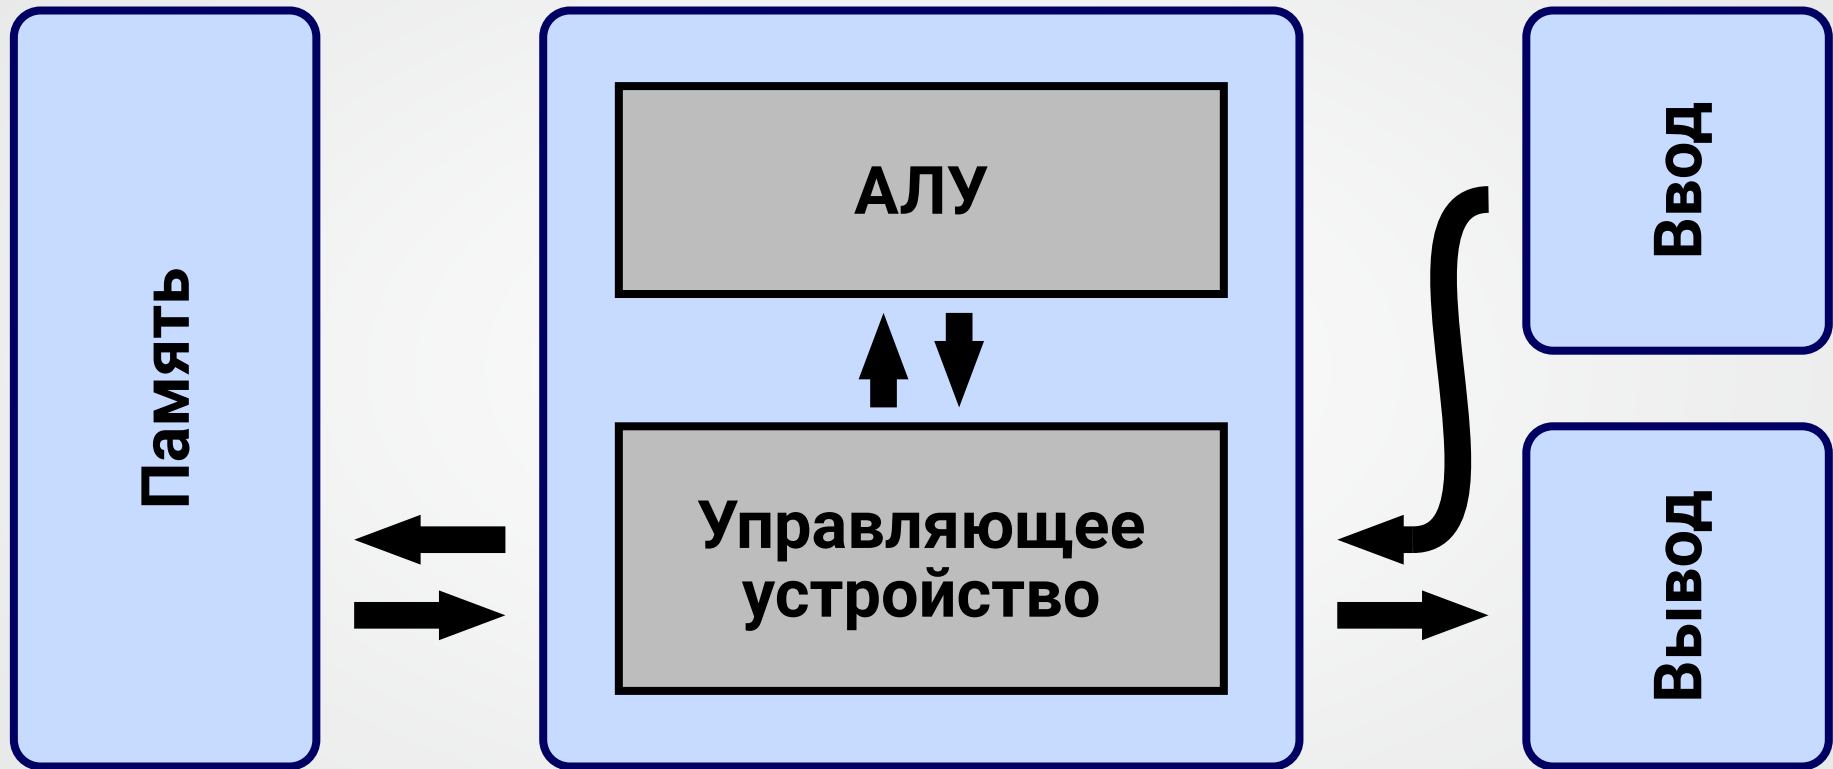 Память
АЛУ
Управляющее
устройство
Ввод
Вывод